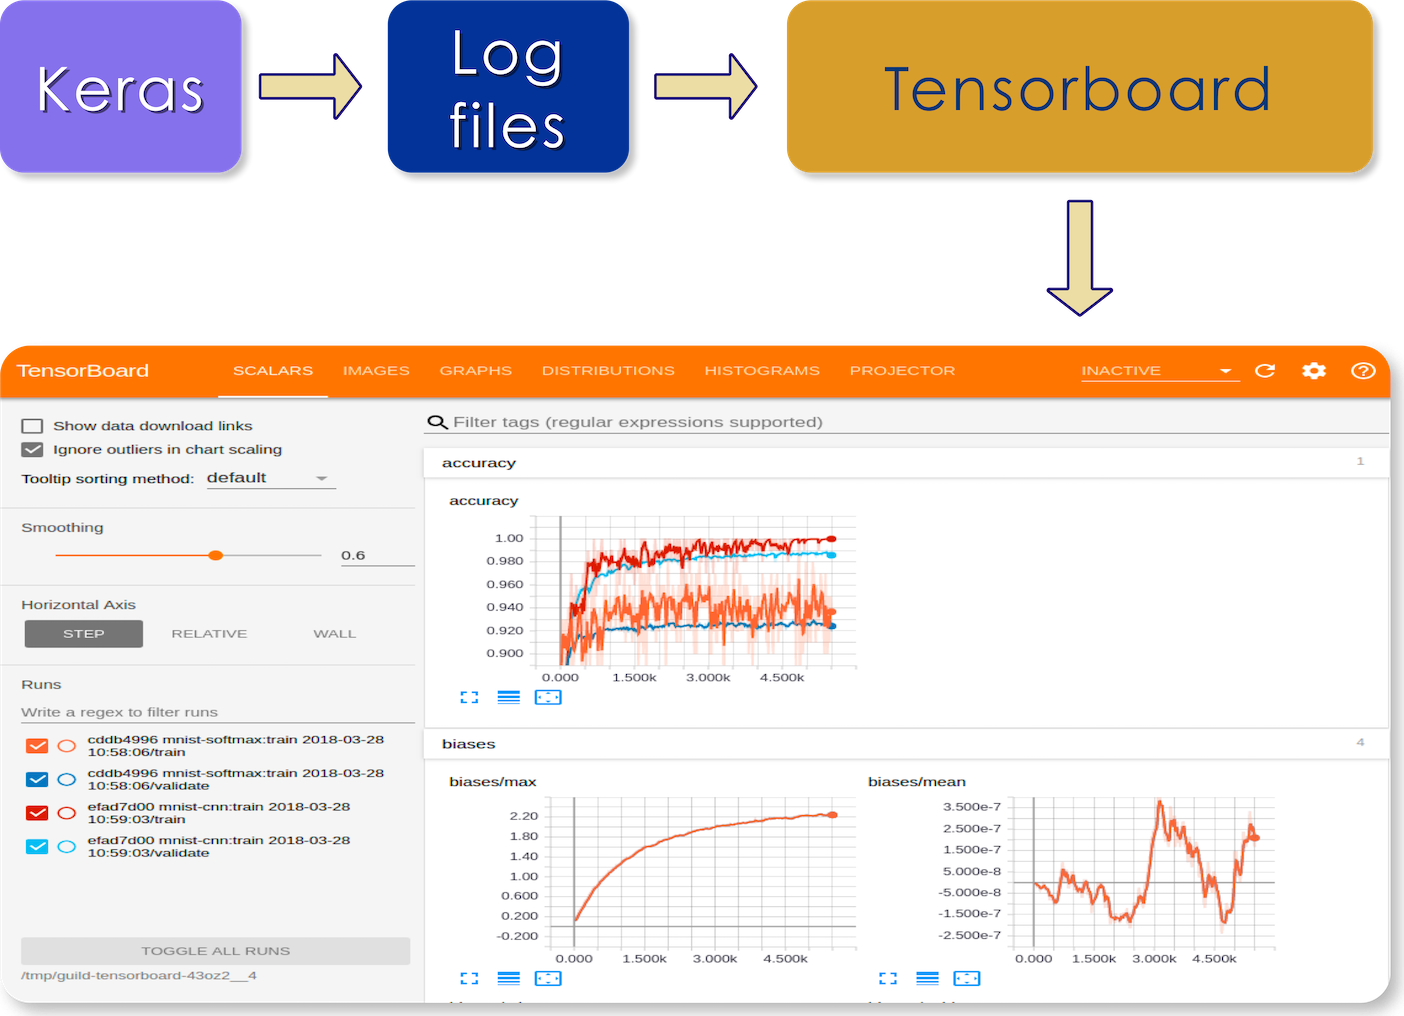 Keras
Log
files
Tensorboard
TensorBoard
SCALARS
IMAGES
GRAPHS
DISTRIBUTIONS
HISTOGRAMS
PROJECTOR
INACTIVE
Show data download links
Ignore outliers in chart scaling
Tooltip sorting method: default
Smoothing
0.6
Horizontal Axis
STEP
RELATIVE
WALL
Runs
Write a regex to filter runs
cddb4996 mnist-softmax:train 2018-03-28
10:58:06/train
cddb4996 mnist-softmax:train 2018-03-28
10:58:06/validate
efad7d00 mnist-cnn:train 2018-03-28
10:59:03/train
efad7d00 mnist-cnn:train 2018-03-28
10:59:03/validate
TOGGLE ALL RUNS
/tmp/guild-tensorboard-43oz2__4
Filter tags (regular expressions supported)
accuracy
1
accuracy
1.00
0.980
0.960
0.940
0.920
0.900
0.000 1.500k 3.000k 4.500k
biases
4
biases/max
2.20
1.80
1.40
1.00
0.600
0.200
-0.200
0.000 1.500k 3.000k 4.500k
biases/mean
3.500e-7
2.500e-7
1.500e-7
5.000e-8
-5.000e-8
-1.500e-7
-2.500e-7
0.000 1.500k 3.000k 4.500k